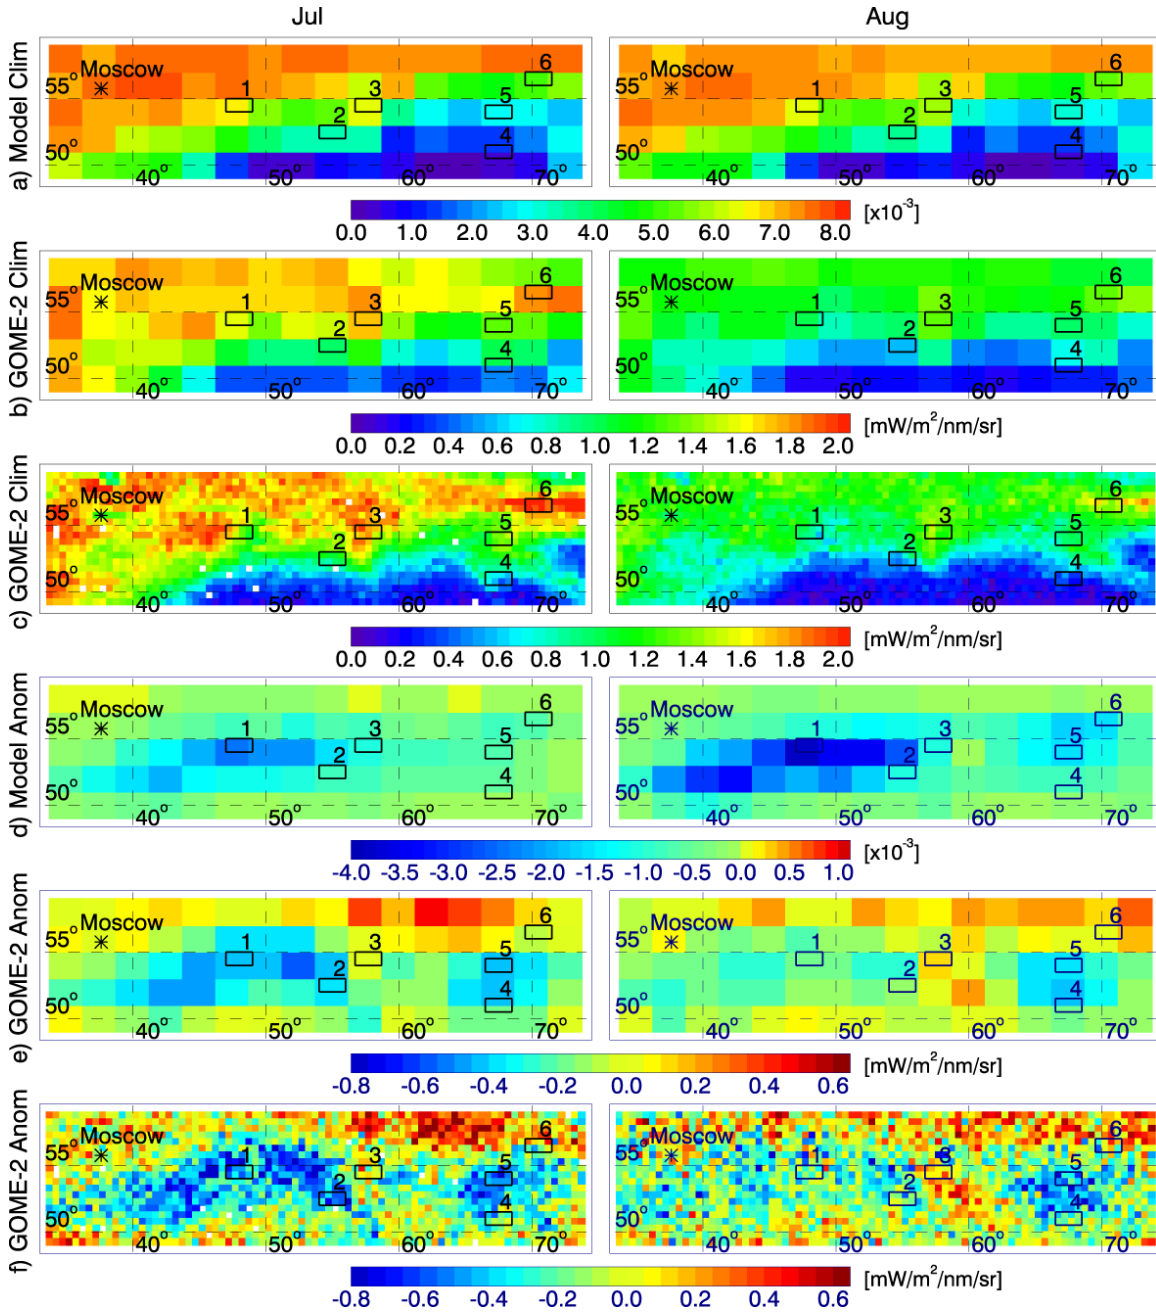 Jul Aug
a) Model Clim
Moscow 1 2 3 4 5 6
55° 50° 40° 50° 60° 70°
Moscow 1 2 3 4 5 6
55° 50° 40° 50° 60° 70°
0.0 1.0 2.0 3.0 4.0 5.0 6.0 7.0 8.0 [x10⁻³]
b) GOME-2 Clim
Moscow 1 2 3 4 5 6
55° 50° 40° 50° 60° 70°
Moscow 1 2 3 4 5 6
55° 50° 40° 50° 60° 70°
0.0 0.2 0.4 0.6 0.8 1.0 1.2 1.4 1.6 1.8 2.0 [mW/m²/nm/sr]
c) GOME-2 Clim
Moscow 1 2 3 4 5 6
55° 50° 40° 50° 60° 70°
Moscow 1 2 3 4 5 6
55° 50° 40° 50° 60° 70°
0.0 0.2 0.4 0.6 0.8 1.0 1.2 1.4 1.6 1.8 2.0 [mW/m²/nm/sr]
d) Model Anom
Moscow 1 2 3 4 5 6
55° 50° 40° 50° 60° 70°
Moscow 1 2 3 4 5 6
55° 50° 40° 50° 60° 70°
-4.0 -3.5 -3.0 -2.5 -2.0 -1.5 -1.0 -0.5 0.0 0.5 1.0 [x10⁻³]
e) GOME-2 Anom
Moscow 1 2 3 4 5 6
55° 50° 40° 50° 60° 70°
Moscow 1 2 3 4 5 6
55° 50° 40° 50° 60° 70°
-0.8 -0.6 -0.4 -0.2 0.0 0.2 0.4 0.6 [mW/m²/nm/sr]
f) GOME-2 Anom
Moscow 1 2 3 4 5 6
55° 50° 40° 50° 60° 70°
Moscow 1 2 3 4 5 6
55° 50° 40° 50° 60° 70°
-0.8 -0.6 -0.4 -0.2 0.0 0.2 0.4 0.6 [mW/m²/nm/sr]